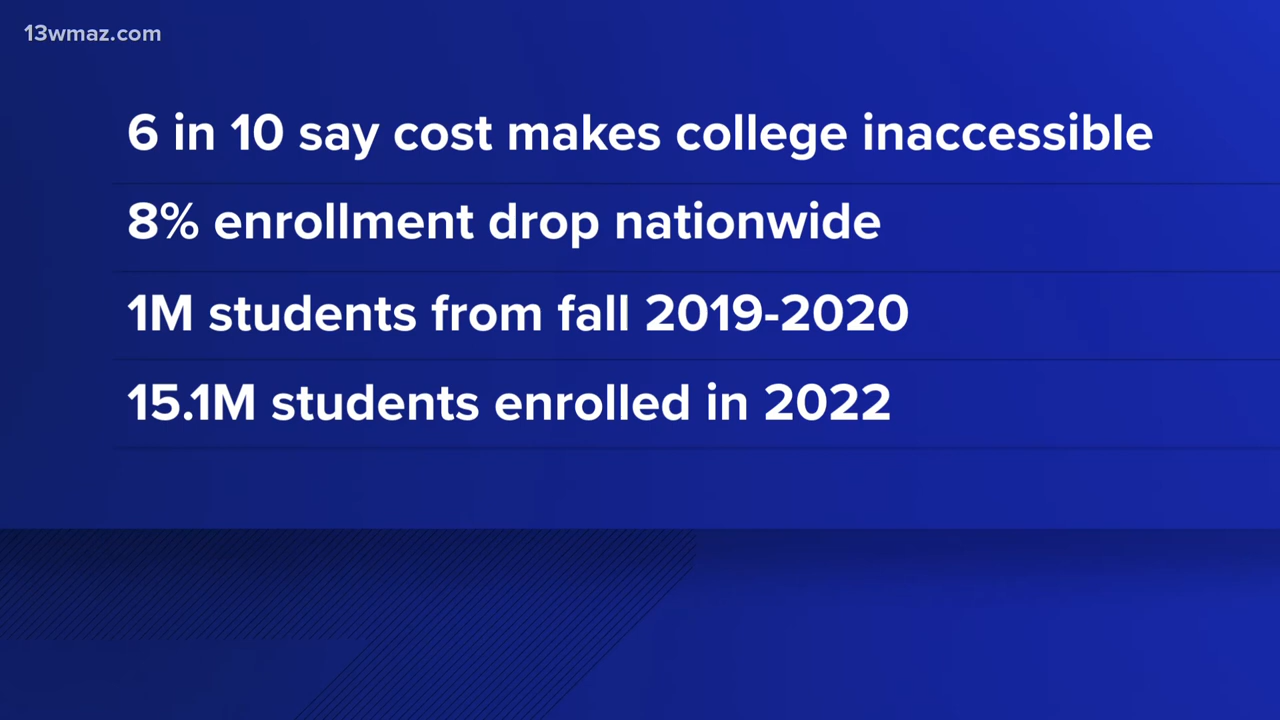 13wmaz.com
6 in 10 say cost makes college inaccessible
8% enrollment drop nationwide
1M students from fall 2019-2020
15.1M students enrolled in 2022